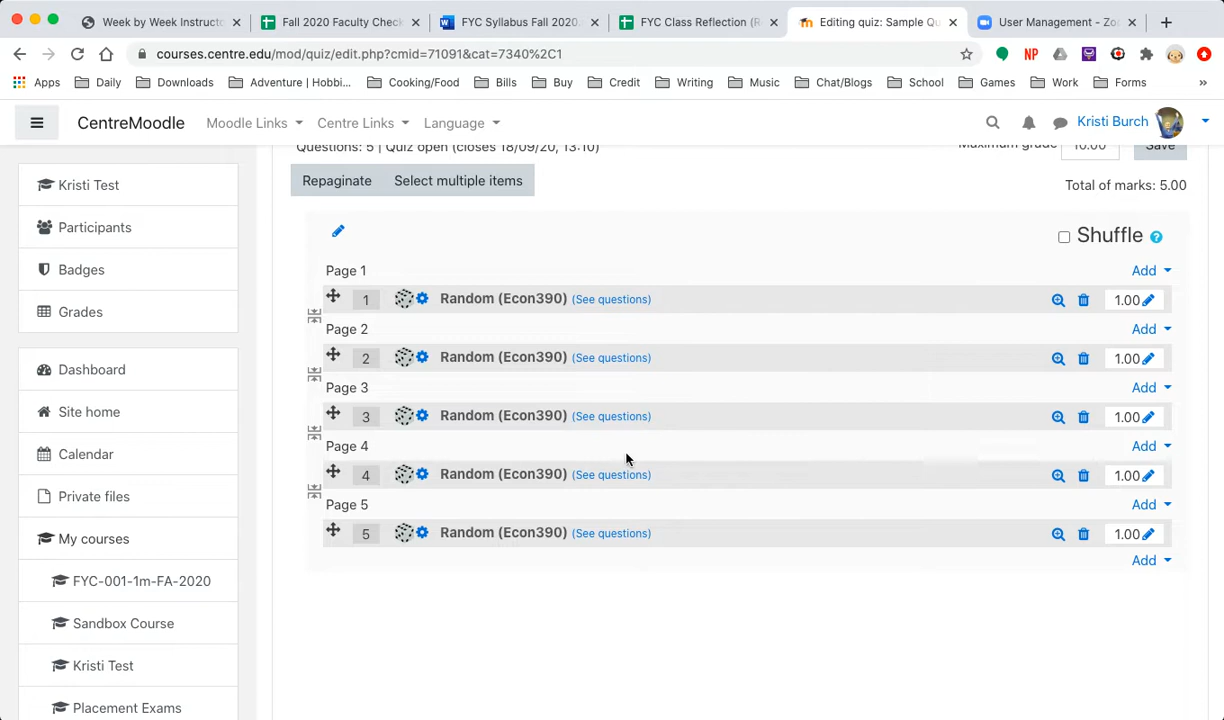 Week by Week Instructo
Fall 2020 Faculty Check
FYC Syllabus Fall 2020.
FYC Class Reflection (R
Editing quiz: Sample Qu
User Management - Zoo
courses.centre.edu/mod/quiz/edit.php?cmid=71091&cat=7340%2C1
NP
Apps
Daily
Downloads
Adventure | Hobbi...
Cooking/Food
Bills
Buy
Credit
Writing
Music
Chat/Blogs
School
Games
Work
Forms
»
CentreMoodle
Moodle Links
Centre Links
Language
Kristi Burch
Questions: 5 | Quiz open (closes 18/09/20, 13:10)
Maximum grade
10.00
Save
Kristi Test
Participants
Badges
Grades
Dashboard
Site home
Calendar
Private files
My courses
FYC-001-1m-FA-2020
Sandbox Course
Kristi Test
Placement Exams
Repaginate
Select multiple items
Total of marks: 5.00
Shuffle ?
Page 1
Add
1 Random (Econ390) (See questions) 1.00
Page 2
Add
2 Random (Econ390) (See questions) 1.00
Page 3
Add
3 Random (Econ390) (See questions) 1.00
Page 4
Add
4 Random (Econ390) (See questions) 1.00
Page 5
Add
5 Random (Econ390) (See questions) 1.00
Add